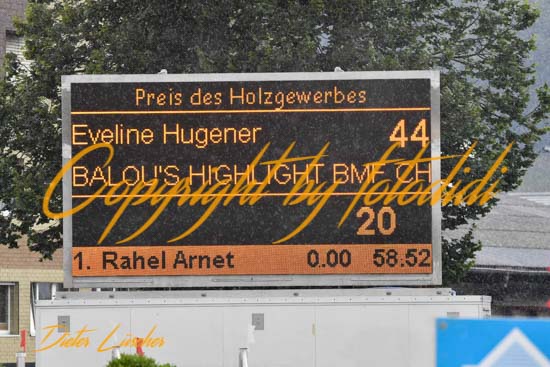 Preis des Holzgewerbes
Eveline Hugener 44
BALOU'S HIGHLIGHT BMF CH
Copyright by fotodidi
20
1. Rahel Arnet 0.00 58.52
Dieter Lüscher